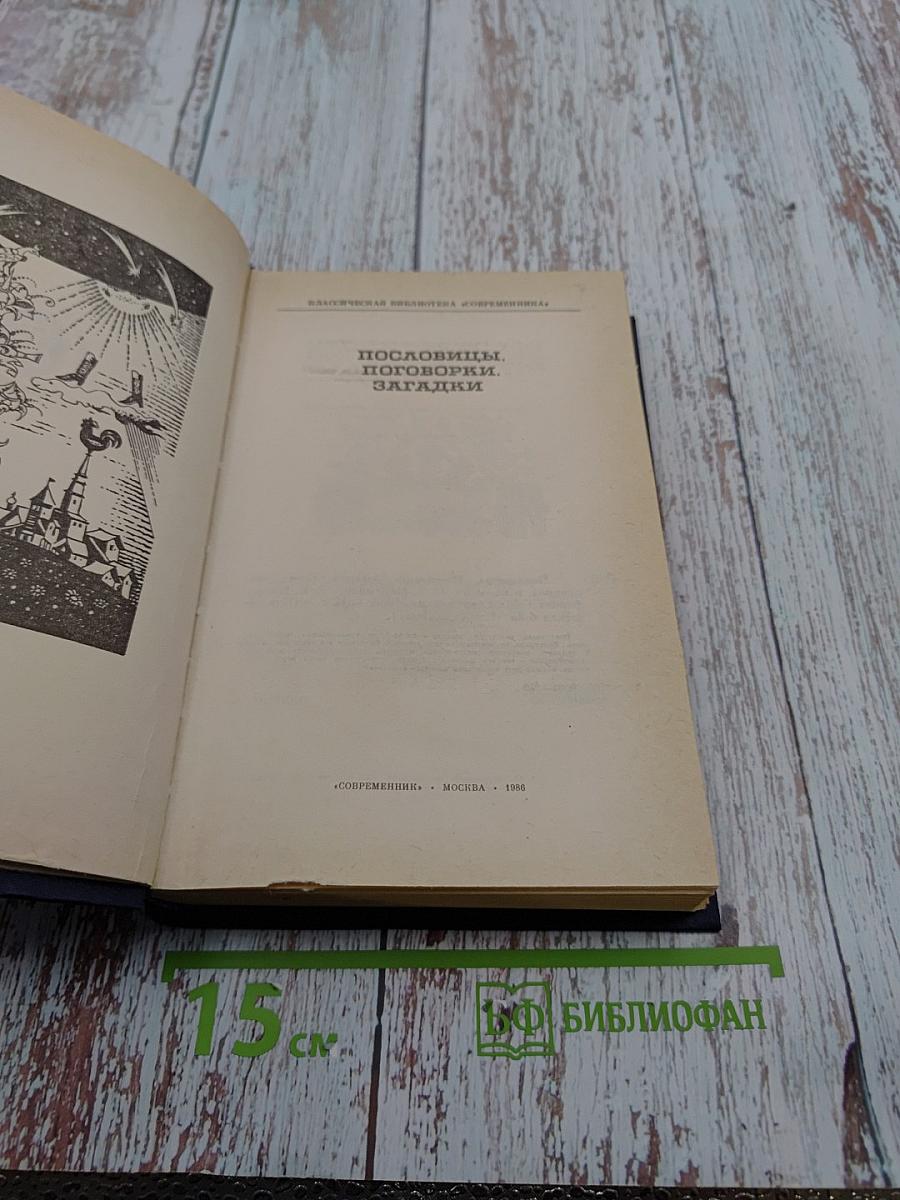 КЛАССИЧЕСКАЯ БИБЛИОТЕКА «СОВРЕМЕННИКА»
ПОСЛОВИЦЫ.
ПОГОВОРКИ.
ЗАГАДКИ
«СОВРЕМЕННИК» • МОСКВА • 1986
15 см
БФ БИБЛИОФАН